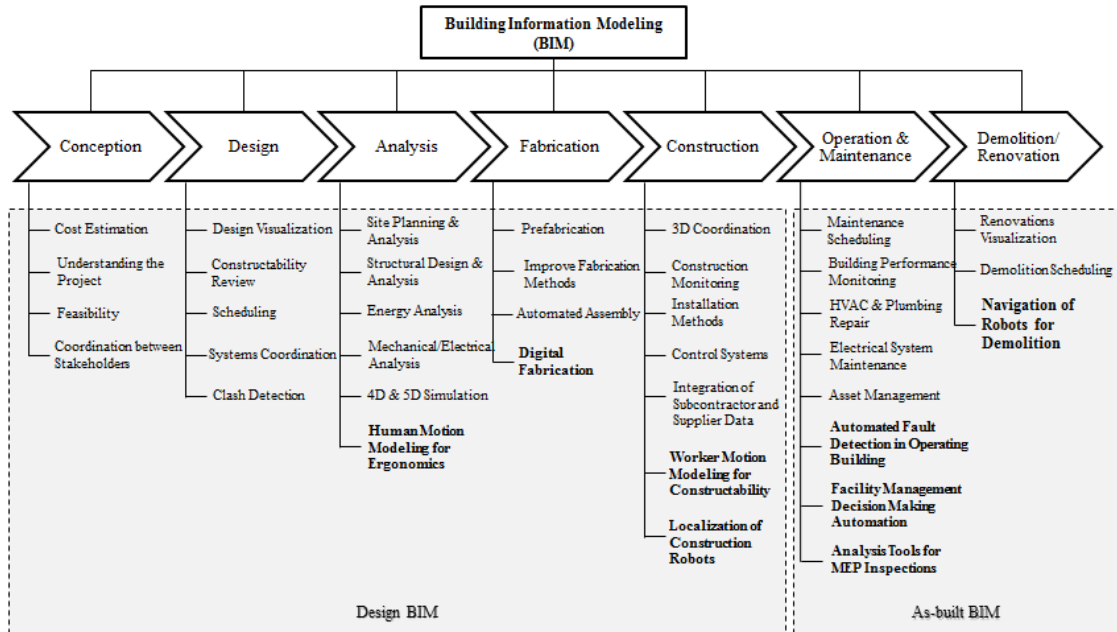 Building Information Modeling
(BIM)
Conception
Design
Analysis
Fabrication
Construction
Operation &
Maintenance
Demolition/
Renovation
Cost Estimation
Understanding the
Project
Feasibility
Coordination between
Stakeholders
Design Visualization
Constructability
Review
Scheduling
Systems Coordination
Clash Detection
Site Planning &
Analysis
Structural Design &
Analysis
Energy Analysis
Mechanical/Electrical
Analysis
4D & 5D Simulation
Human Motion
Modeling for
Ergonomics
Prefabrication
Improve Fabrication
Methods
Automated Assembly
Digital
Fabrication
3D Coordination
Construction
Monitoring
Installation
Methods
Control Systems
Integration of
Subcontractor and
Supplier Data
Worker Motion
Modeling for
Constructability
Localization of
Construction
Robots
Maintenance
Scheduling
Building Performance
Monitoring
HVAC & Plumbing
Repair
Electrical System
Maintenance
Asset Management
Automated Fault
Detection in Operating
Building
Facility Management
Decision Making
Automation
Analysis Tools for
MEP Inspections
Renovations
Visualization
Demolition Scheduling
Navigation of
Robots for
Demolition
Design BIM
As-built BIM